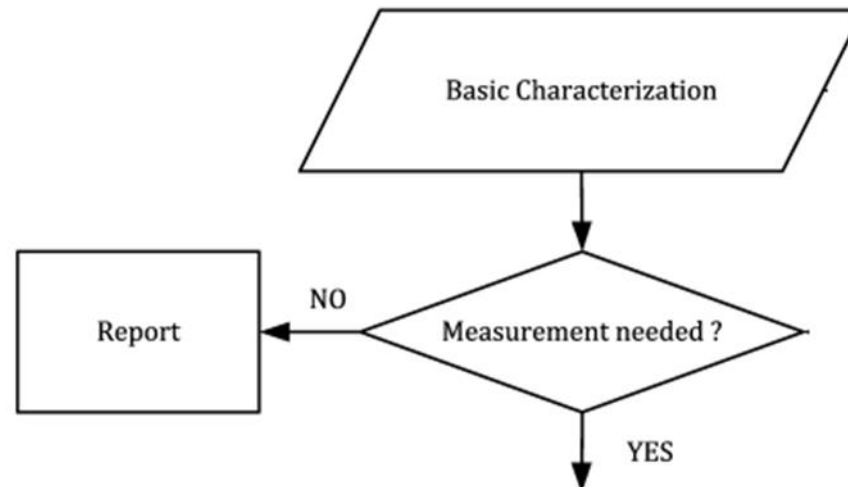 Basic Characterization
NO
Report
Measurement needed ?
YES